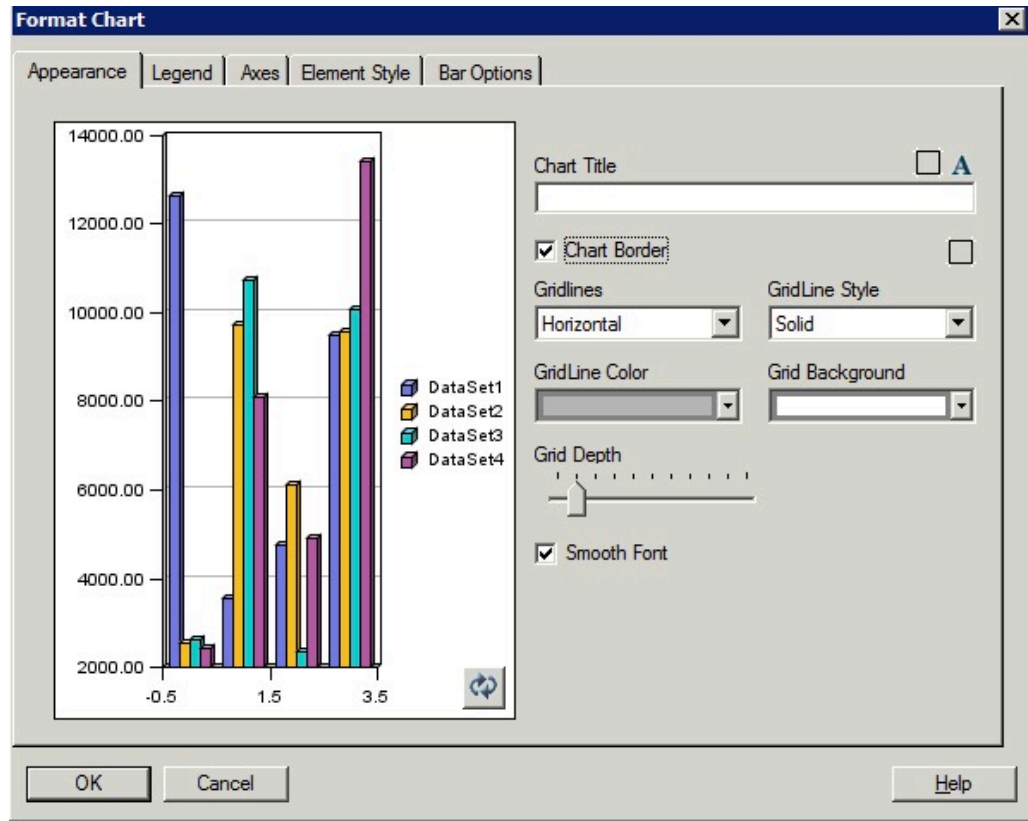 Format Chart
Appearance
Legend
Axes
Element Style
Bar Options
14000.00
12000.00
10000.00
8000.00
6000.00
4000.00
2000.00
-0.5
1.5
3.5
DataSet1
DataSet2
DataSet3
DataSet4
Chart Title
A
Chart Border
Gridlines
GridLine Style
Horizontal
Solid
GridLine Color
Grid Background
Grid Depth
Smooth Font
OK
Cancel
Help